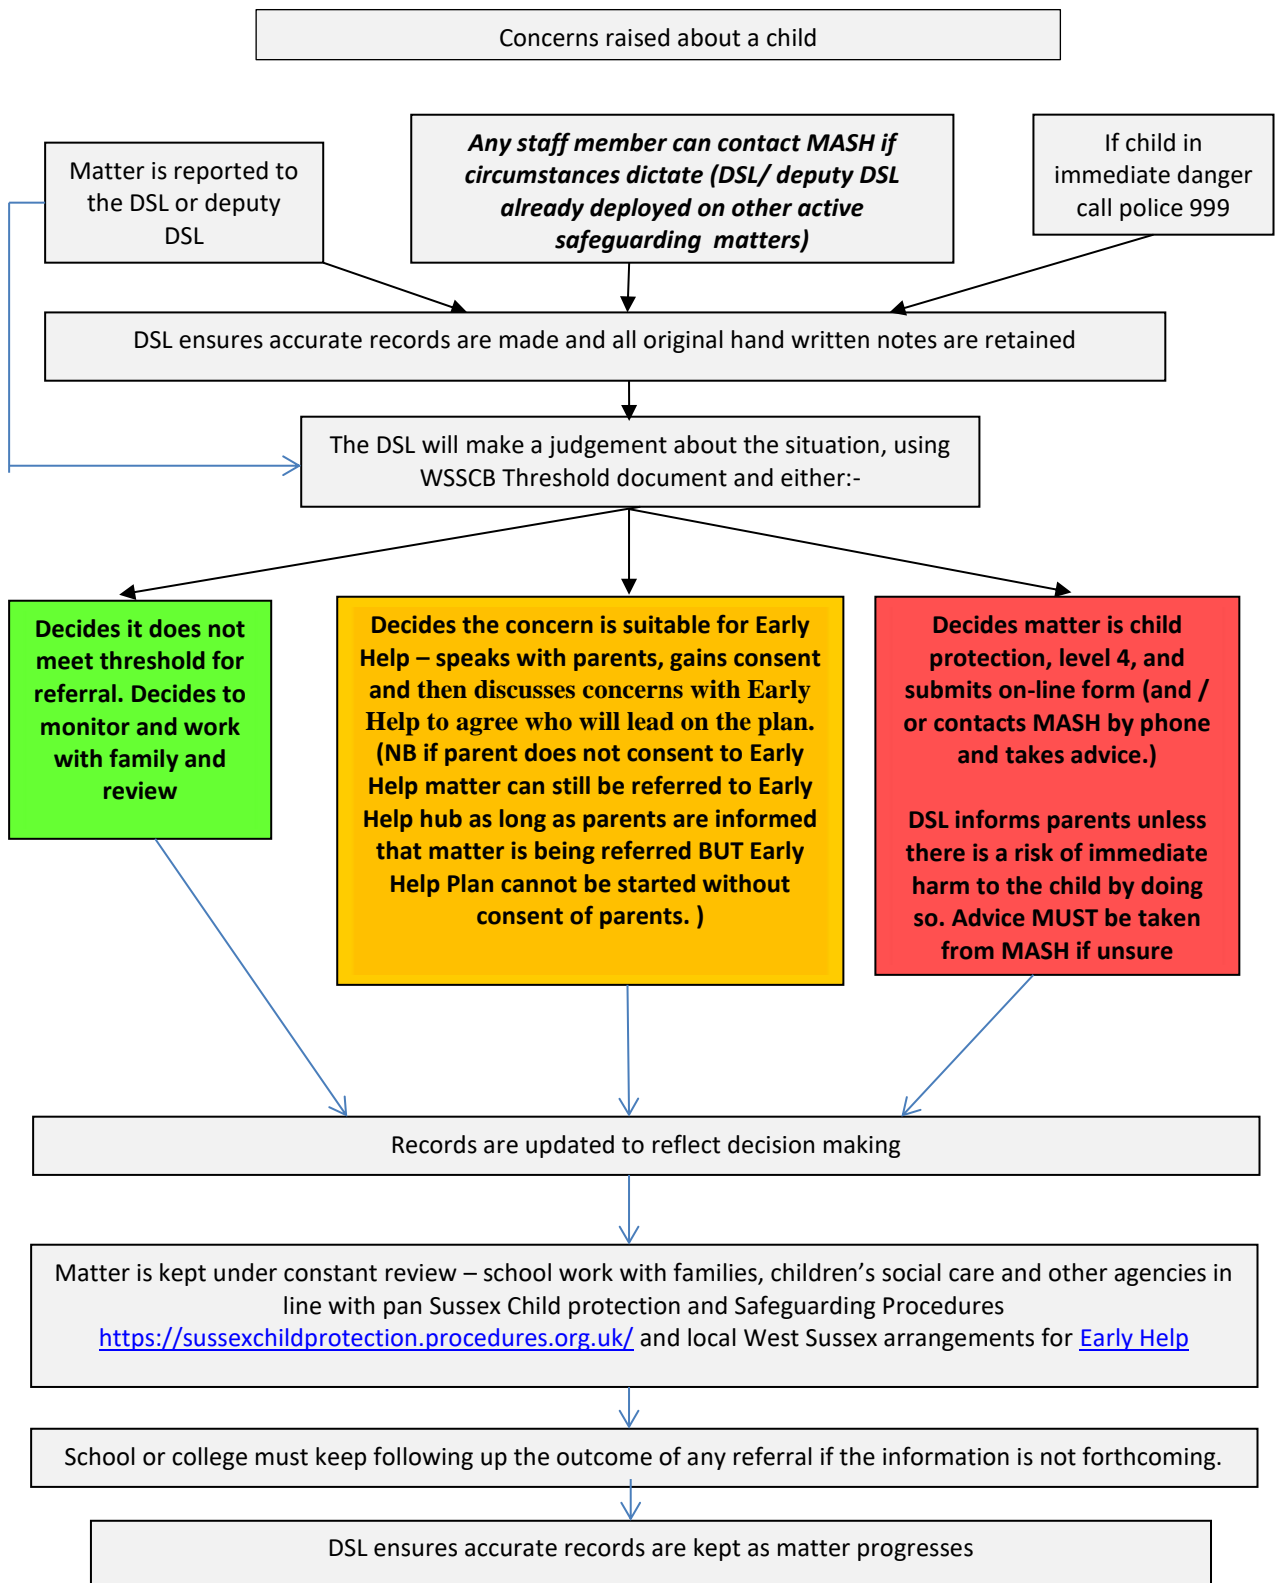 Concerns raised about a child
Matter is reported to
the DSL or deputy
DSL
Any staff member can contact MASH if
circumstances dictate (DSL/ deputy DSL
already deployed on other active
safeguarding matters)
If child in
immediate danger
call police 999
DSL ensures accurate records are made and all original hand written notes are retained
The DSL will make a judgement about the situation, using
WSSCB Threshold document and either:-
Decides it does not
meet threshold for
referral. Decides to
monitor and work
with family and
review
Decides the concern is suitable for Early
Help – speaks with parents, gains consent
and then discusses concerns with Early
Help to agree who will lead on the plan.
(NB if parent does not consent to Early
Help matter can still be referred to Early
Help hub as long as parents are informed
that matter is being referred BUT Early
Help Plan cannot be started without
consent of parents. )
Decides matter is child
protection, level 4, and
submits on-line form (and /
or contacts MASH by phone
and takes advice.)
DSL informs parents unless
there is a risk of immediate
harm to the child by doing
so. Advice MUST be taken
from MASH if unsure
Records are updated to reflect decision making
Matter is kept under constant review – school work with families, children’s social care and other agencies in
line with pan Sussex Child protection and Safeguarding Procedures
https://sussexchildprotection.procedures.org.uk/ and local West Sussex arrangements for Early Help
School or college must keep following up the outcome of any referral if the information is not forthcoming.
DSL ensures accurate records are kept as matter progresses